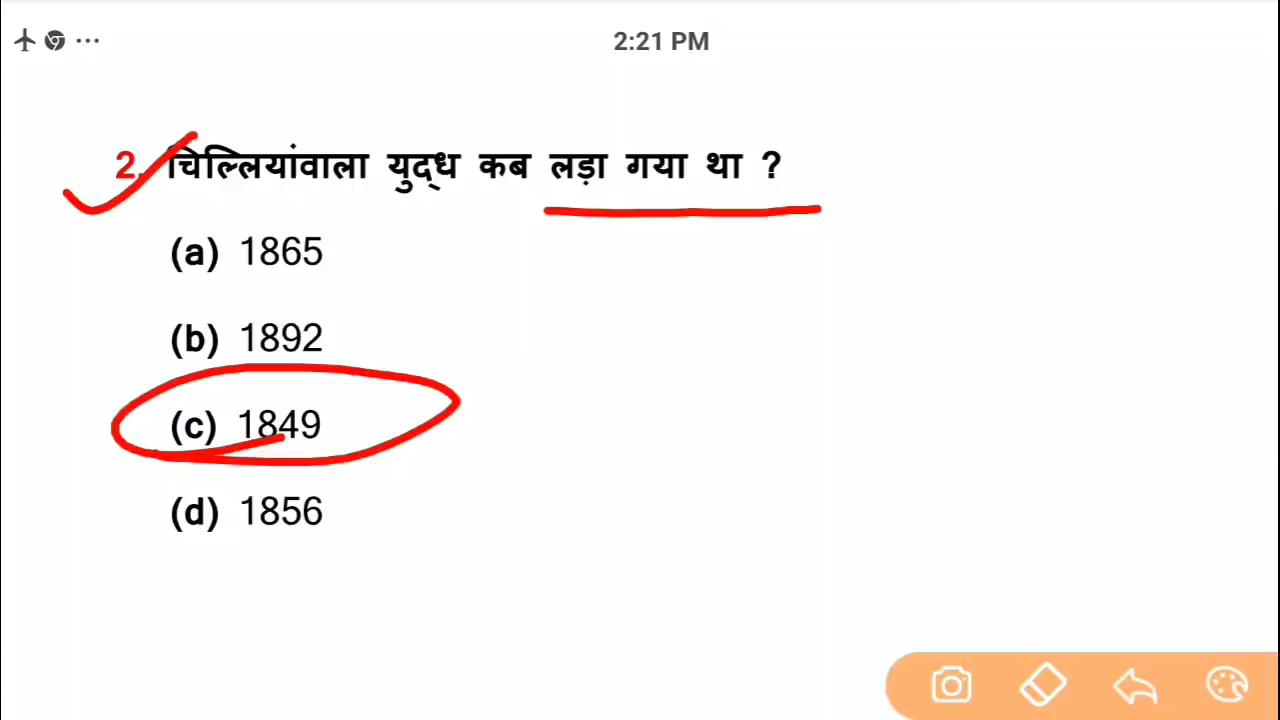 2:21 PM
2. चिल्लियांवाला युद्ध कब लड़ा गया था ?
(a) 1865
(b) 1892
(c) 1849
(d) 1856